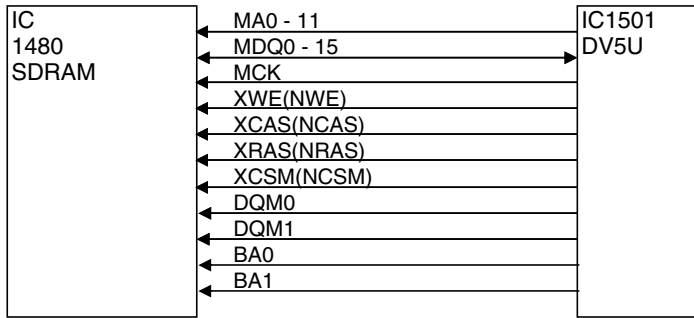 IC
1480
SDRAM
MA0 - 11
MDQ0 - 15
MCK
XWE(NWE)
XCAS(NCAS)
XRAS(NRAS)
XCSM(NCSM)
DQM0
DQM1
BA0
BA1
IC1501
DV5U